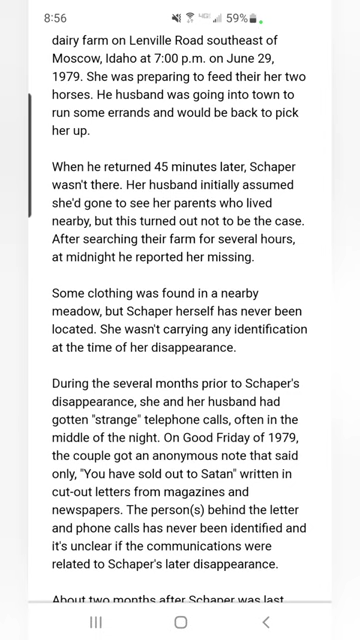 8:56
59%
dairy farm on Lenville Road southeast of
Moscow, Idaho at 7:00 p.m. on June 29,
1979. She was preparing to feed their her two
horses. He husband was going into town to
run some errands and would be back to pick
her up.
When he returned 45 minutes later, Schaper
wasn't there. Her husband initially assumed
she'd gone to see her parents who lived
nearby, but this turned out not to be the case.
After searching their farm for several hours,
at midnight he reported her missing.
Some clothing was found in a nearby
meadow, but Schaper herself has never been
located. She wasn't carrying any identification
at the time of her disappearance.
During the several months prior to Schaper's
disappearance, she and her husband had
gotten "strange" telephone calls, often in the
middle of the night. On Good Friday of 1979,
the couple got an anonymous note that said
only, "You have sold out to Satan" written in
cut-out letters from magazines and
newspapers. The person(s) behind the letter
and phone calls has never been identified and
it's unclear if the communications were
related to Schaper's later disappearance.
About two months after Schaper was last